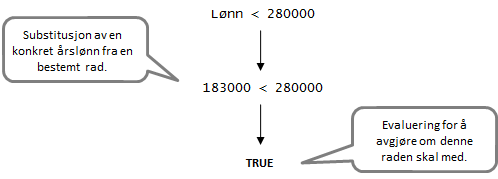 Lønn < 280000
Substitusjon av en
konkret årslønn fra en
bestemt rad.
183000 < 280000
Evaluering for å
avgjøre om denne
raden skal med.
TRUE